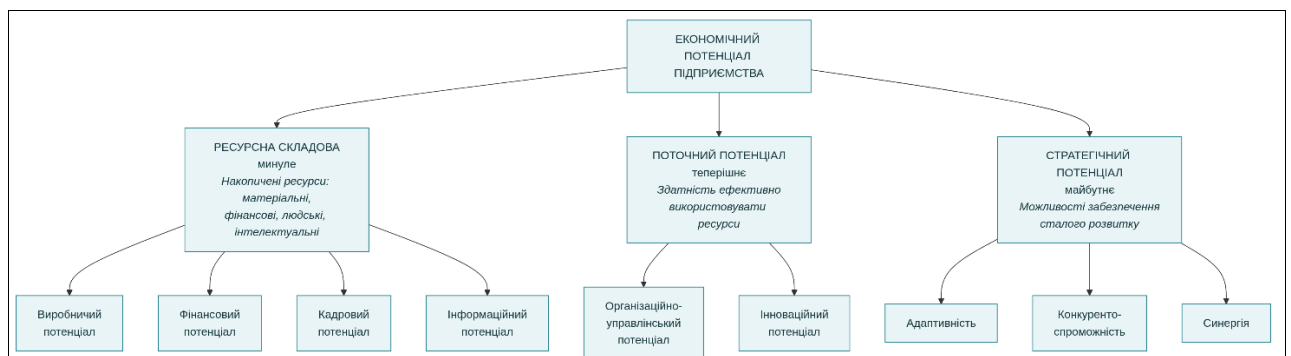 ЕКОНОМІЧНИЙ
ПОТЕНЦІАЛ
ПІДПРИЄМСТВА
РЕСУРСНА СКЛАДОВА
минуле
Накопичені ресурси:
матеріальні,
фінансові, людські,
інтелектуальні
ПОТОЧНИЙ ПОТЕНЦІАЛ
теперішнє
Здатність ефективно
використовувати
ресурси
СТРАТЕГІЧНИЙ
ПОТЕНЦІАЛ
майбутнє
Можливості забезпечення
сталого розвитку
Виробничий
потенціал
Фінансовий
потенціал
Кадровий
потенціал
Інформаційний
потенціал
Організаційно-
управлінський
потенціал
Інноваційний
потенціал
Адаптивність
Конкуренто-
спроможність
Синергія